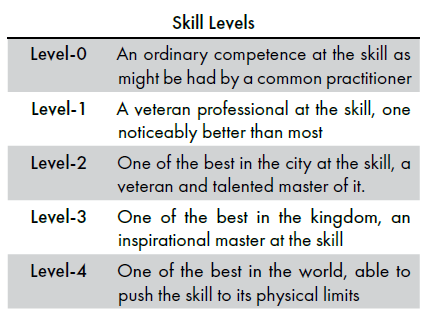 Skill Levels
Level-0 An ordinary competence at the skill as
might be had by a common practitioner
Level-1 A veteran professional at the skill, one
noticeably better than most
Level-2 One of the best in the city at the skill, a
veteran and talented master of it.
Level-3 One of the best in the kingdom, an
inspirational master at the skill
Level-4 One of the best in the world, able to
push the skill to its physical limits